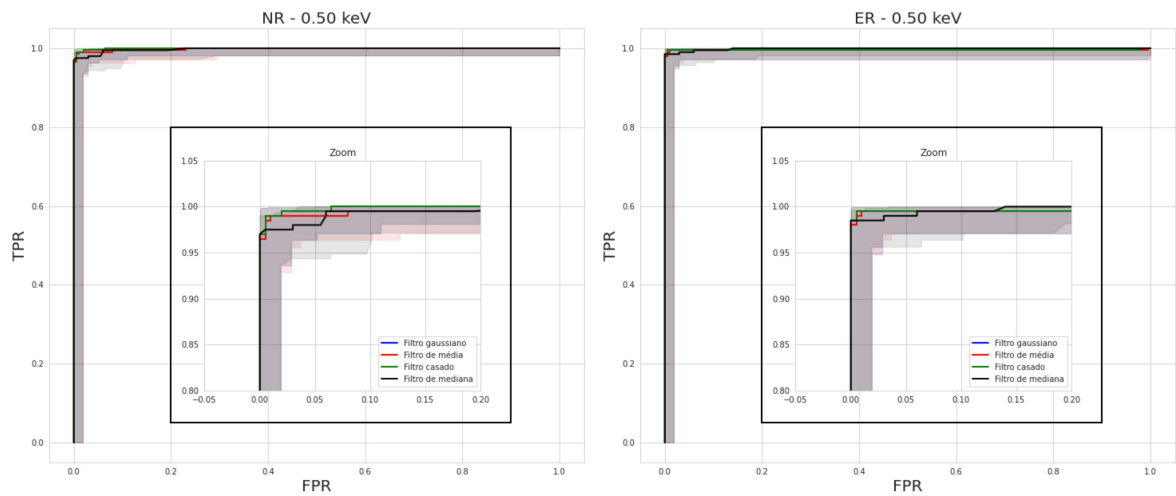 NR - 0.50 keV
1.0
0.8
0.6
0.4
0.2
0.0
TPR
Zoom
1.05
1.00
0.95
0.90
0.85
0.80
−0.05 0.00 0.05 0.10 0.15 0.20
Filtro gaussiano
Filtro de média
Filtro casado
Filtro de mediana
0.0 0.2 0.4 0.6 0.8 1.0
FPR
ER - 0.50 keV
1.0
0.8
0.6
0.4
0.2
0.0
TPR
Zoom
1.05
1.00
0.95
0.90
0.85
0.80
−0.05 0.00 0.05 0.10 0.15 0.20
Filtro gaussiano
Filtro de média
Filtro casado
Filtro de mediana
0.0 0.2 0.4 0.6 0.8 1.0
FPR